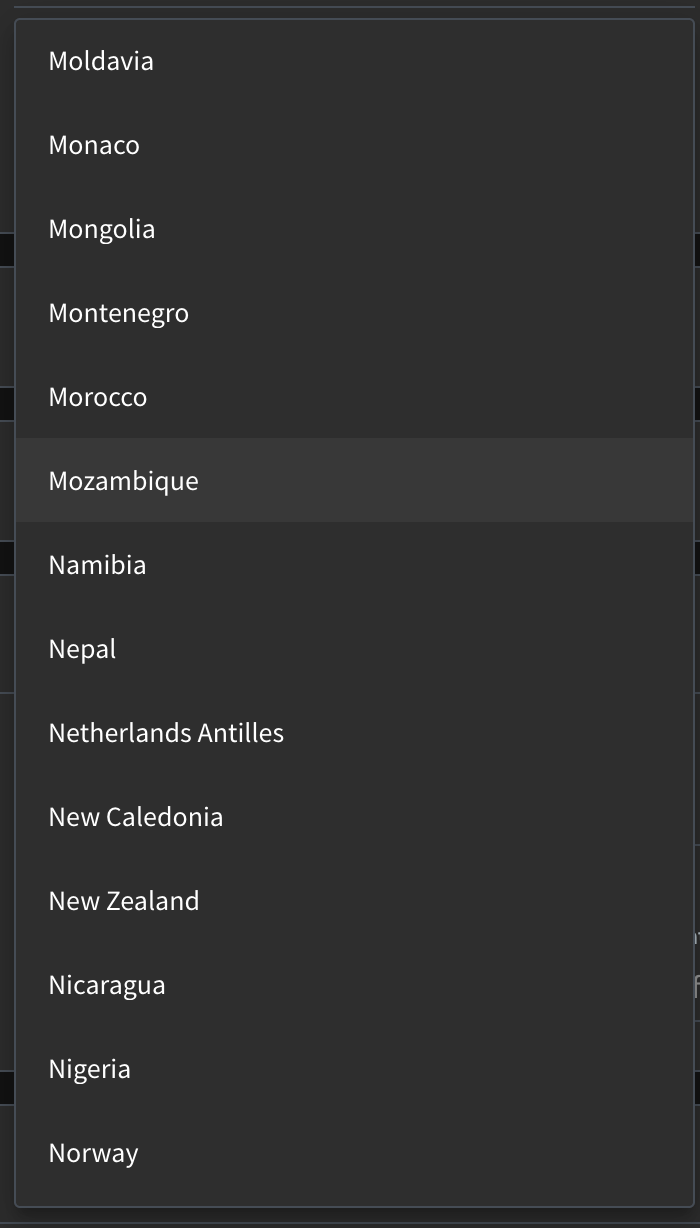 Moldavia
Monaco
Mongolia
Montenegro
Morocco
Mozambique
Namibia
Nepal
Netherlands Antilles
New Caledonia
New Zealand
Nicaragua
Nigeria
Norway